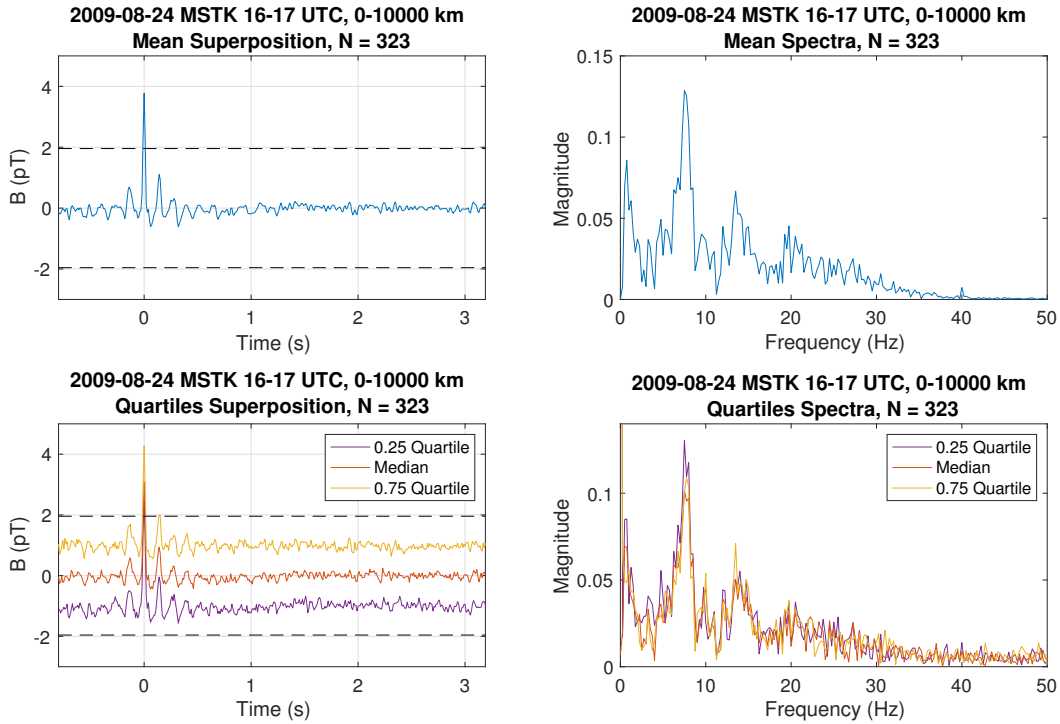 2009-08-24 MSTK 16-17 UTC, 0-10000 km
Mean Superposition, N = 323
B (pT)
4
2
0
-2
0
1
2
3
Time (s)
2009-08-24 MSTK 16-17 UTC, 0-10000 km
Mean Spectra, N = 323
Magnitude
0.15
0.1
0.05
0
0
10
20
30
40
50
Frequency (Hz)
2009-08-24 MSTK 16-17 UTC, 0-10000 km
Quartiles Superposition, N = 323
B (pT)
4
2
0
-2
0.25 Quartile
Median
0.75 Quartile
0
1
2
3
Time (s)
2009-08-24 MSTK 16-17 UTC, 0-10000 km
Quartiles Spectra, N = 323
Magnitude
0.1
0.05
0
0.25 Quartile
Median
0.75 Quartile
0
10
20
30
40
50
Frequency (Hz)